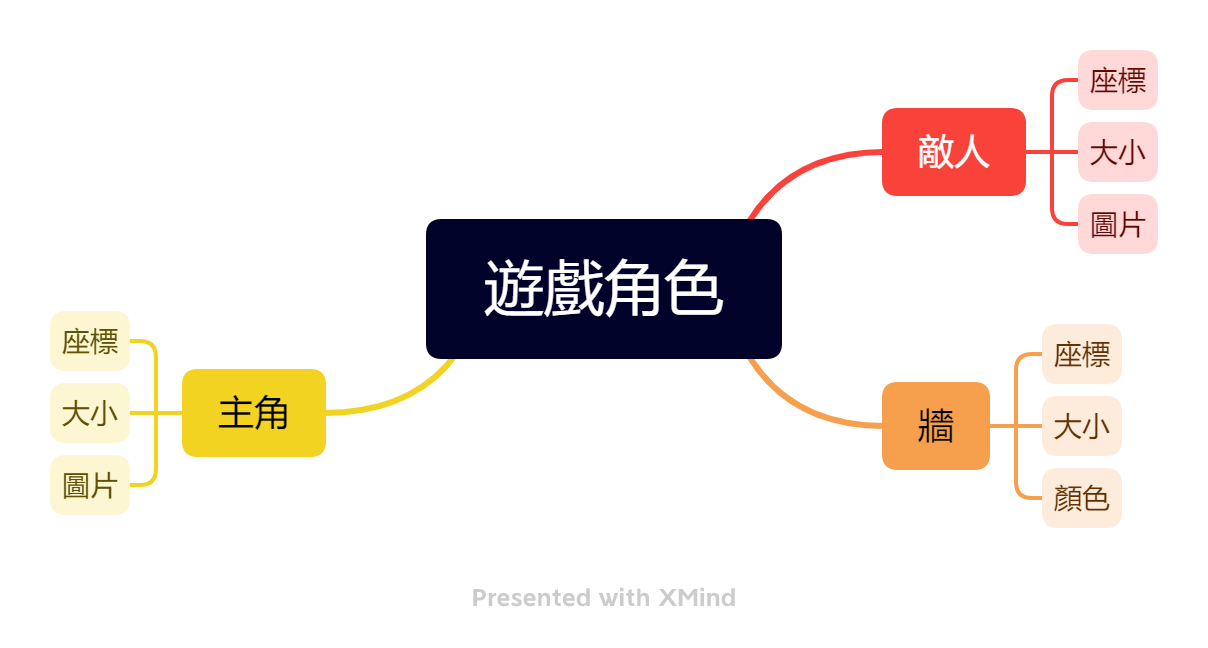 遊戲角色
敵人
座標
大小
圖片
牆
座標
大小
顏色
主角
座標
大小
圖片
Presented with XMind